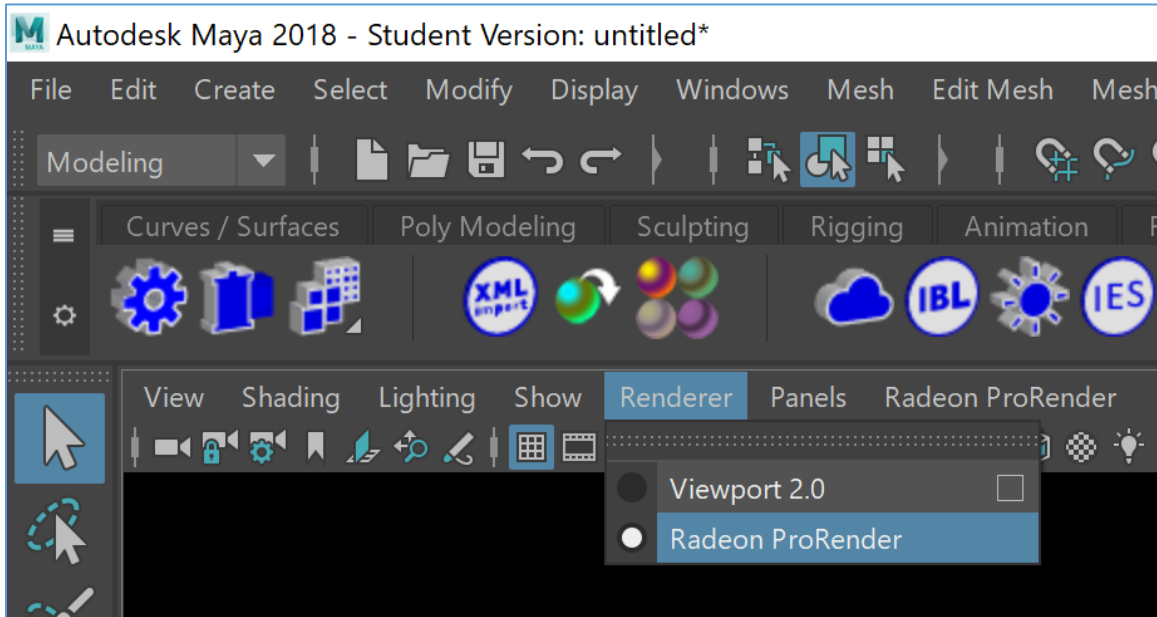 MAYA Autodesk Maya 2018 - Student Version: untitled*
File Edit Create Select Modify Display Windows Mesh Edit Mesh Mesh
Modeling
Curves / Surfaces Poly Modeling Sculpting Rigging Animation
XML import IBL IES
View Shading Lighting Show Renderer Panels Radeon ProRender
Viewport 2.0
Radeon ProRender